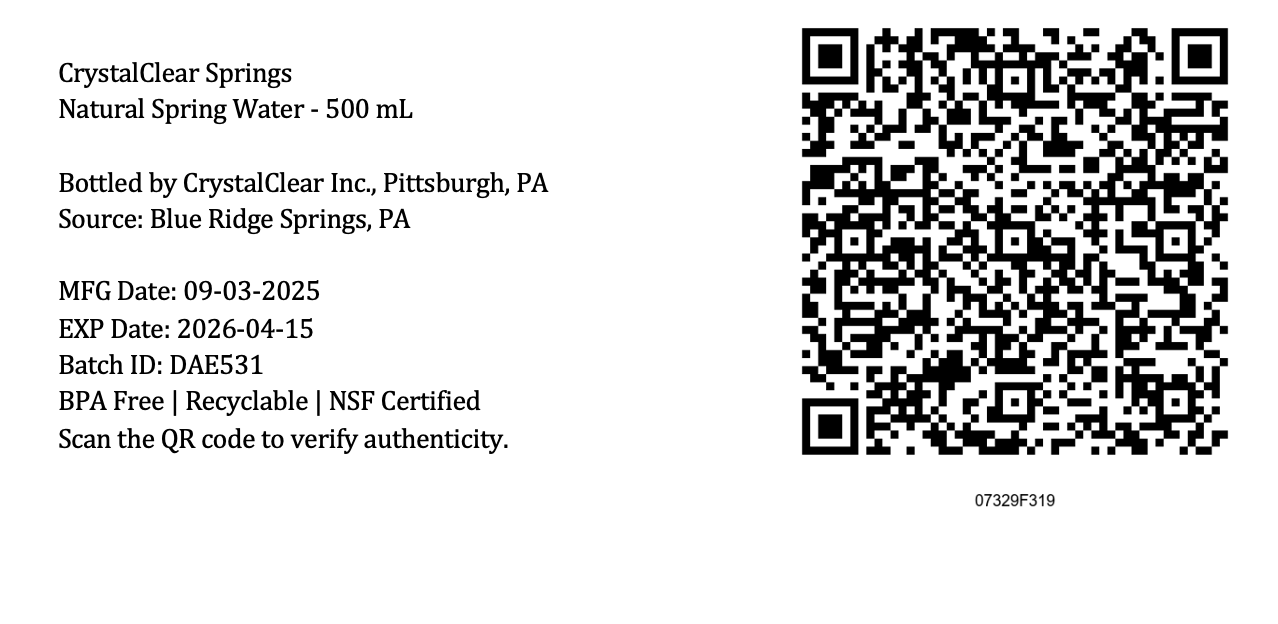 CrystalClear Springs
Natural Spring Water - 500 mL
Bottled by CrystalClear Inc., Pittsburgh, PA
Source: Blue Ridge Springs, PA
MFG Date: 09-03-2025
EXP Date: 2026-04-15
Batch ID: DAE531
BPA Free | Recyclable | NSF Certified
Scan the QR code to verify authenticity.
07329F319